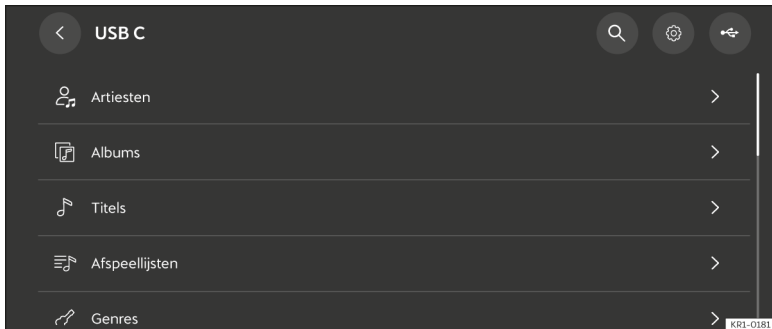 USB C
Artiesten
Albums
Titels
Afspeellijsten
Genres
KR1-0181